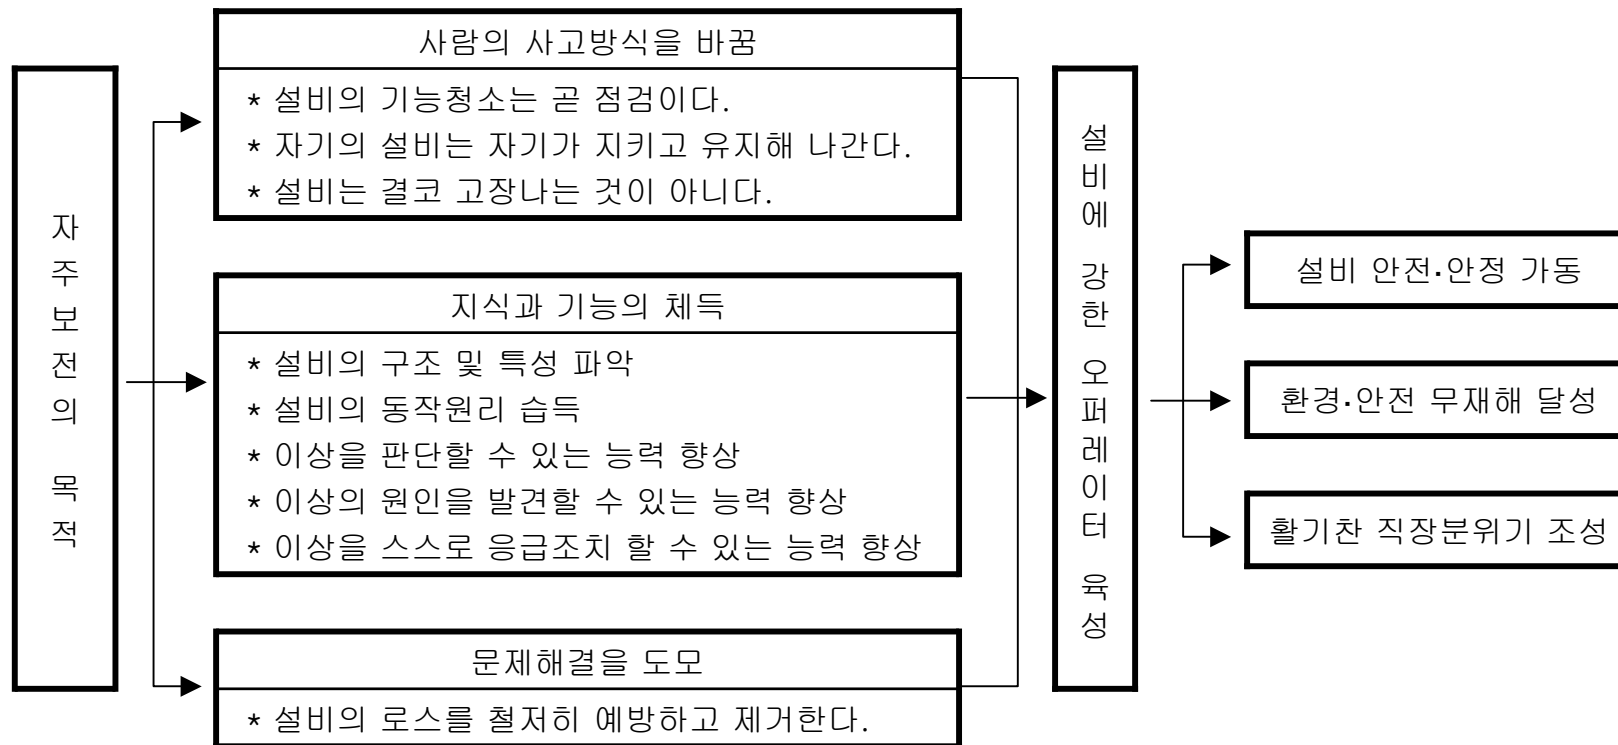 자주보전의 목적
사람의 사고방식을 바꿈
* 설비의 기능청소는 곧 점검이다.
* 자기의 설비는 자기가 지키고 유지해 나간다.
* 설비는 결코 고장나는 것이 아니다.
지식과 기능의 체득
* 설비의 구조 및 특성 파악
* 설비의 동작원리 습득
* 이상을 판단할 수 있는 능력 향상
* 이상의 원인을 발견할 수 있는 능력 향상
* 이상을 스스로 응급조치 할 수 있는 능력 향상
문제해결을 도모
* 설비의 로스를 철저히 예방하고 제거한다.
설비에 강한 오퍼레이터 육성
설비 안전·안정 가동
환경·안전 무재해 달성
활기찬 직장분위기 조성